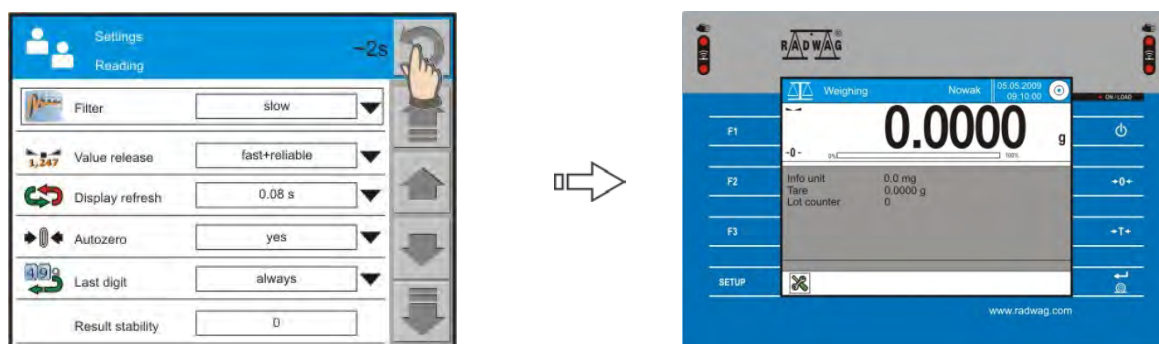 Settings
Reading
~2s
Filter slow
1,247
Value release fast+reliable
Display refresh 0.08 s
Autozero yes
Last digit always
Result stability 0
RADWAG
®
Weighing Nowak 05.05.2009
09:10:00
ON / LOAD
F1
0.0000 g
-0-
0% 100%
F2
Info unit 0.0 mg
Tare 0.0000 g
Lot counter 0
→0←
F3
→T←
SETUP
www.radwag.com